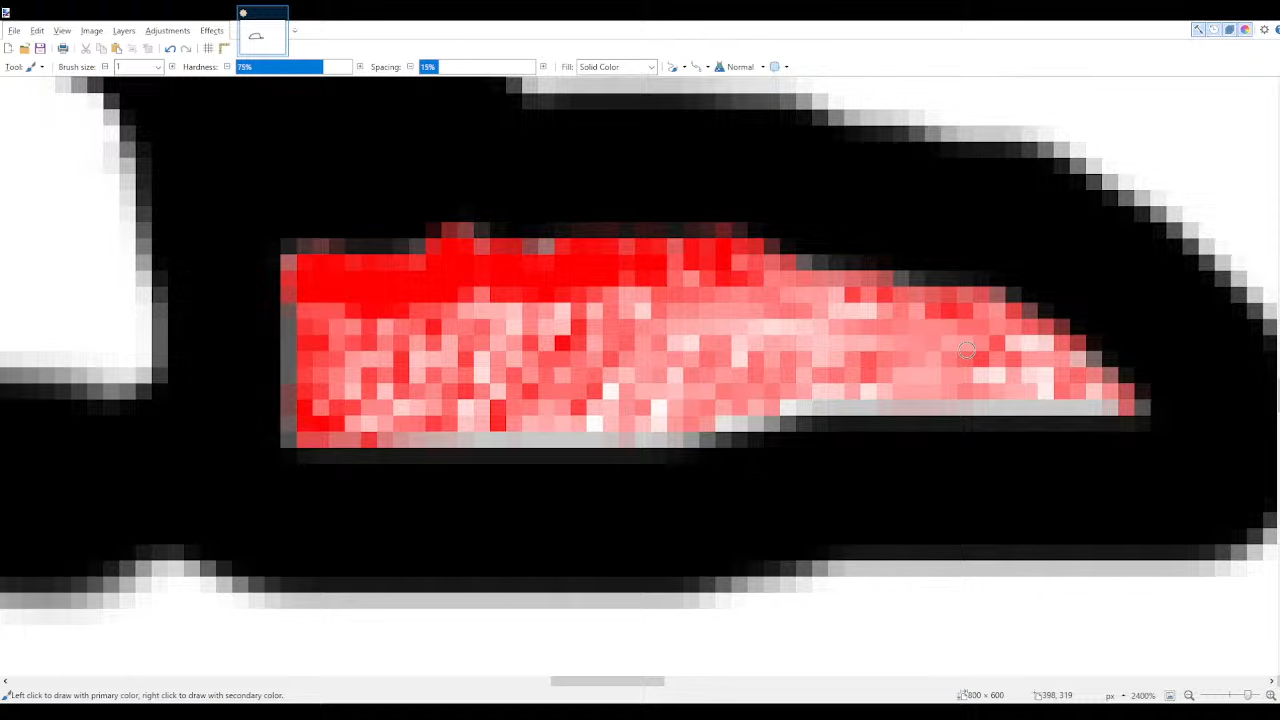 File Edit View Image Layers Adjustments Effects
Tool: Brush size: 1 Hardness: 75% Spacing: 15% Fill: Solid Color Normal
Left click to draw with primary color, right click to draw with secondary color. 800 × 600 398, 319 px 2400%